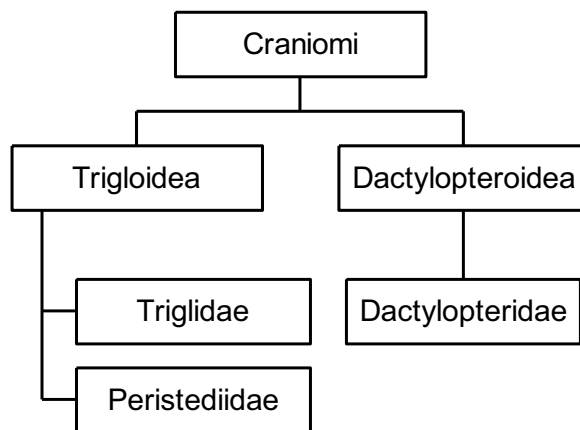 Craniomi
Trigloidea
Dactylopteroidea
Triglidae
Dactylopteridae
Peristediidae